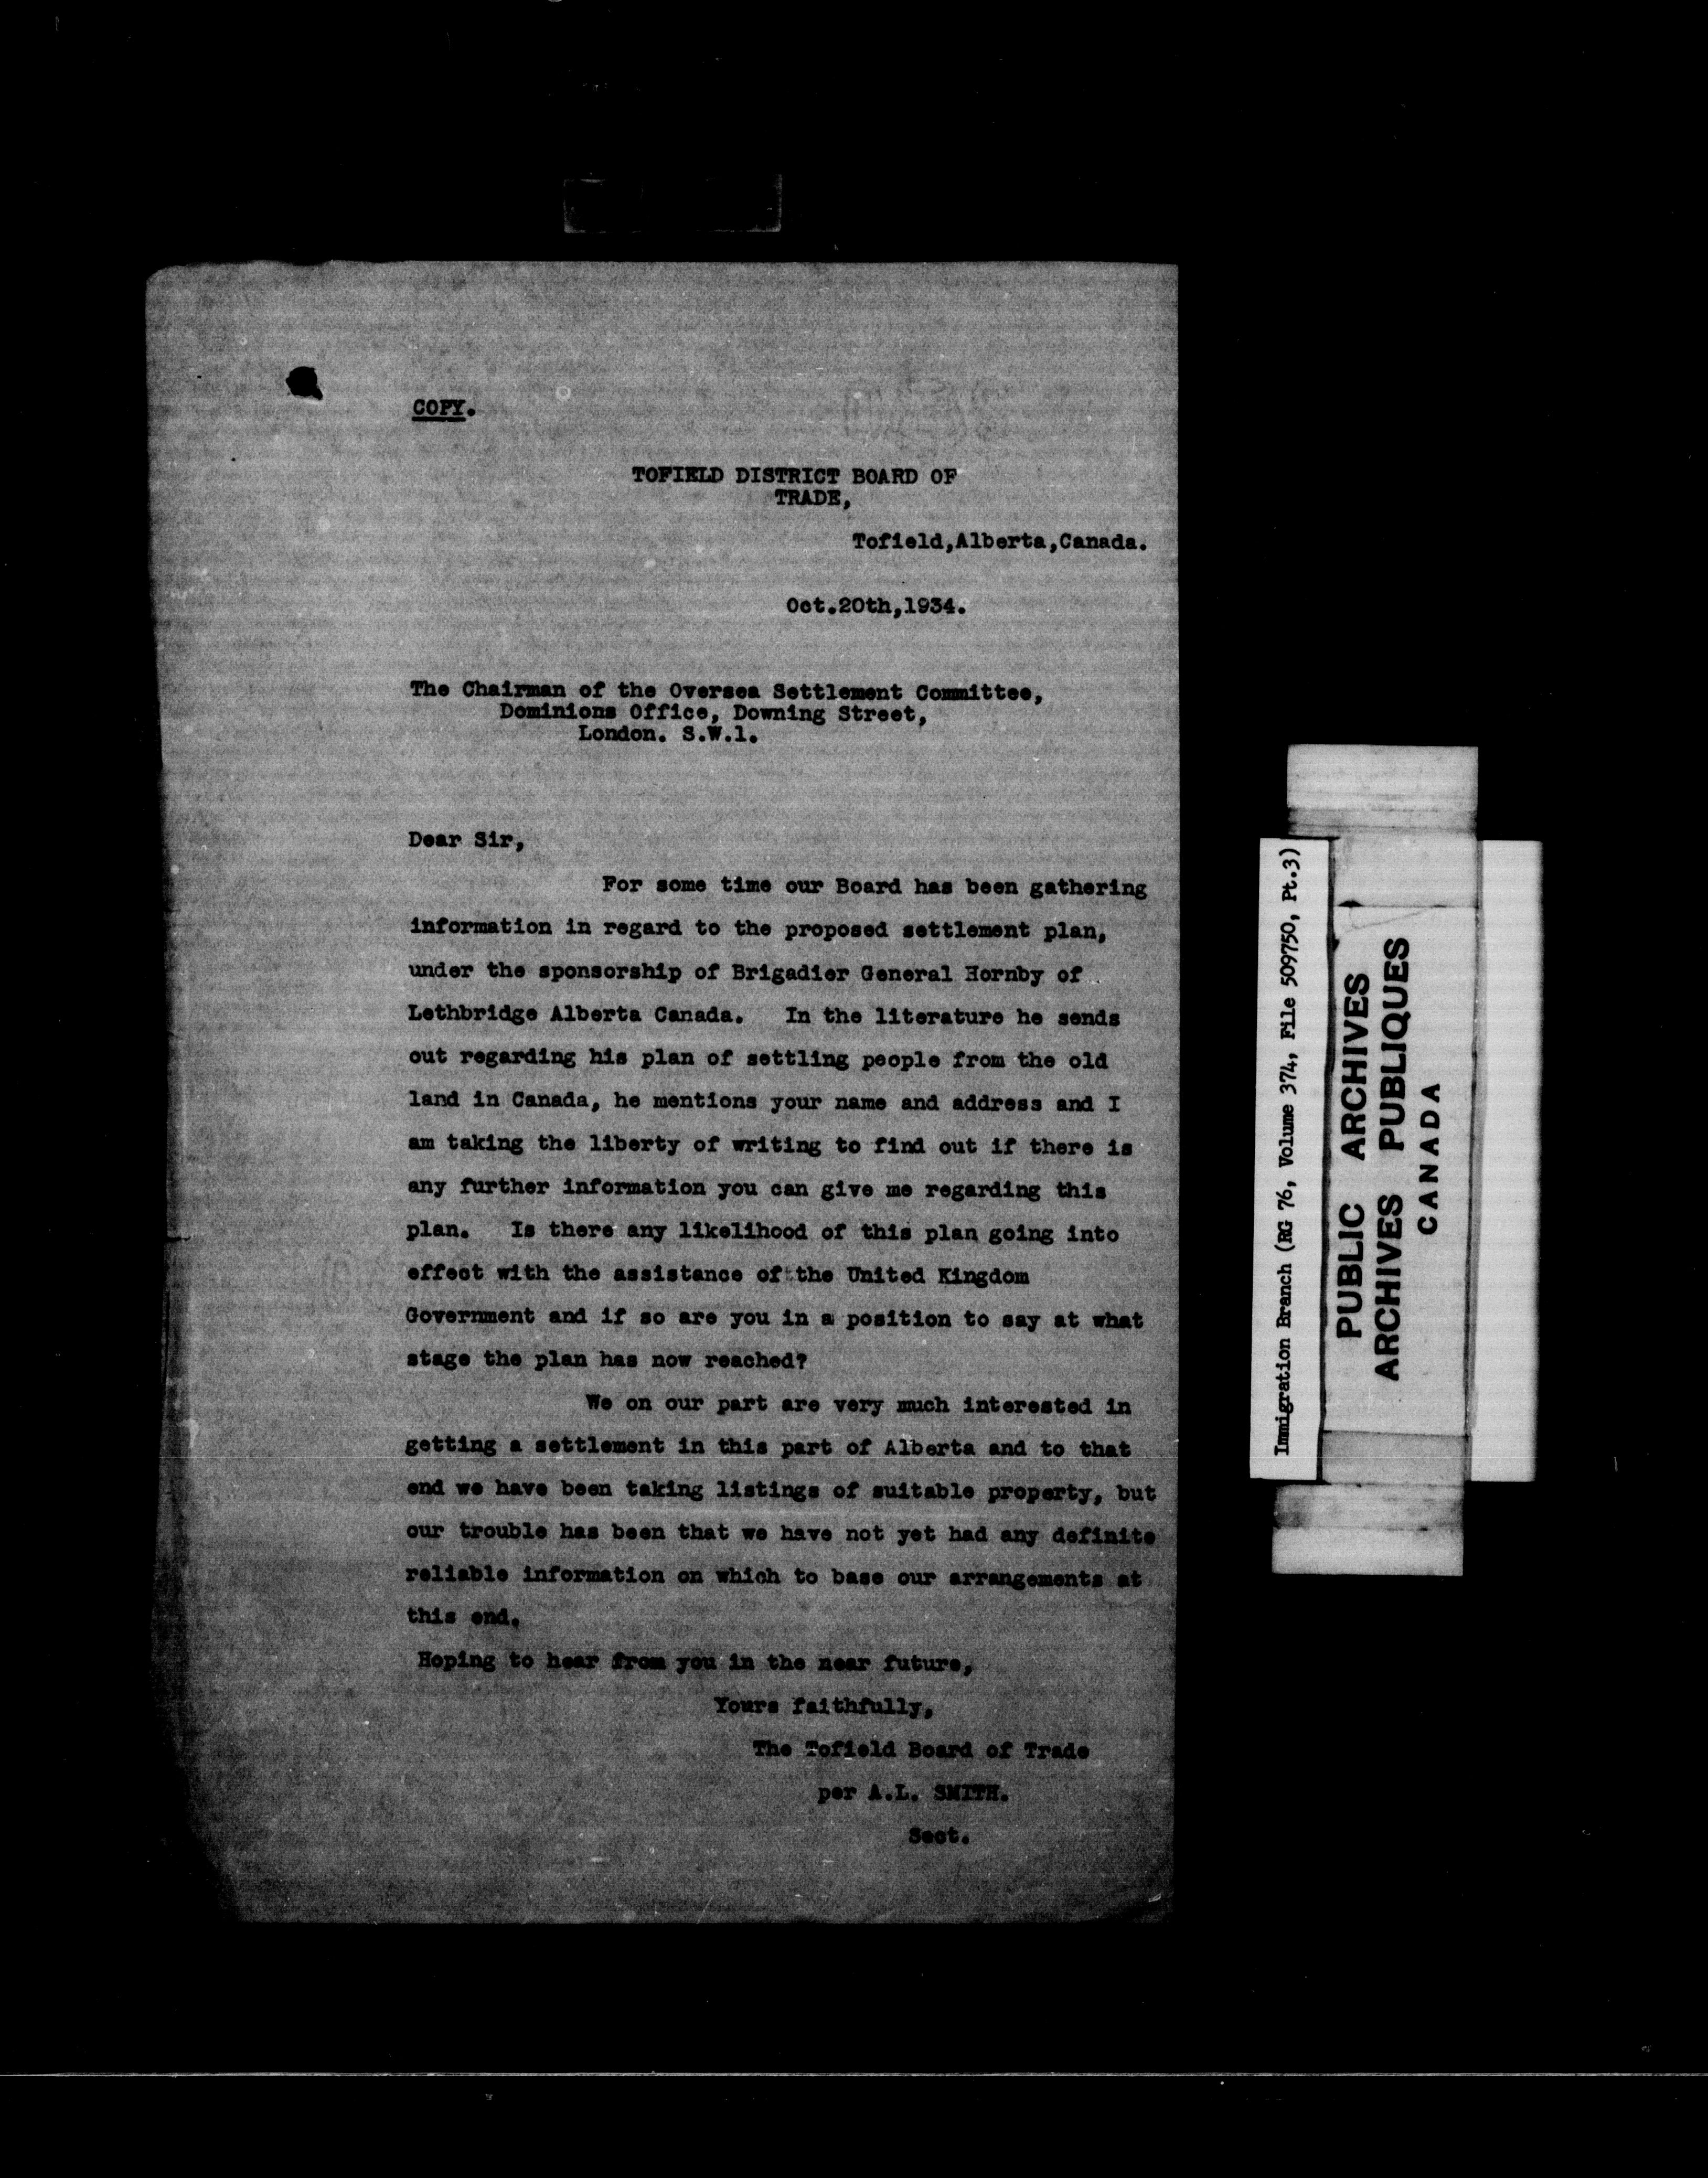 COPY.
TOFIELD DISTRICT BOARD OF
TRADE,
Tofield,Alberta,Canada.
Oct.20th,1934.
The Chairman of the Oversea Settlement Committee,
Dominions Office, Downing Street,
London. S.W.1.
Dear Sir,
For some time our Board has been gathering
information in regard to the proposed settlement plan,
under the sponsorship of Brigadier General Hornby of
Lethbridge Alberta Canada. In the literature he sends
out regarding his plan of settling people from the old
land in Canada, he mentions your name and address and I
am taking the liberty of writing to find out if there is
any further information you can give me regarding this
plan. Is there any likelihood of this plan going into
effect with the assistance of the United Kingdom
Government and if so are you in a position to say at what
stage the plan has now reached?
We on our part are very much interested in
getting a settlement in this part of Alberta and to that
end we have been taking listings of suitable property, but
our trouble has been that we have not yet had any definite
reliable information on which to base our arrangements at
this end.
Hoping to hear from you in the near future,
Yours faithfully,
The Tofield Board of Trade
per A.L. SMITH.
Sect.
Immigration Branch (RG 76, Volume 374, File 509750, Pt.3)
PUBLIC ARCHIVES
ARCHIVES PUBLIQUES
CANADA